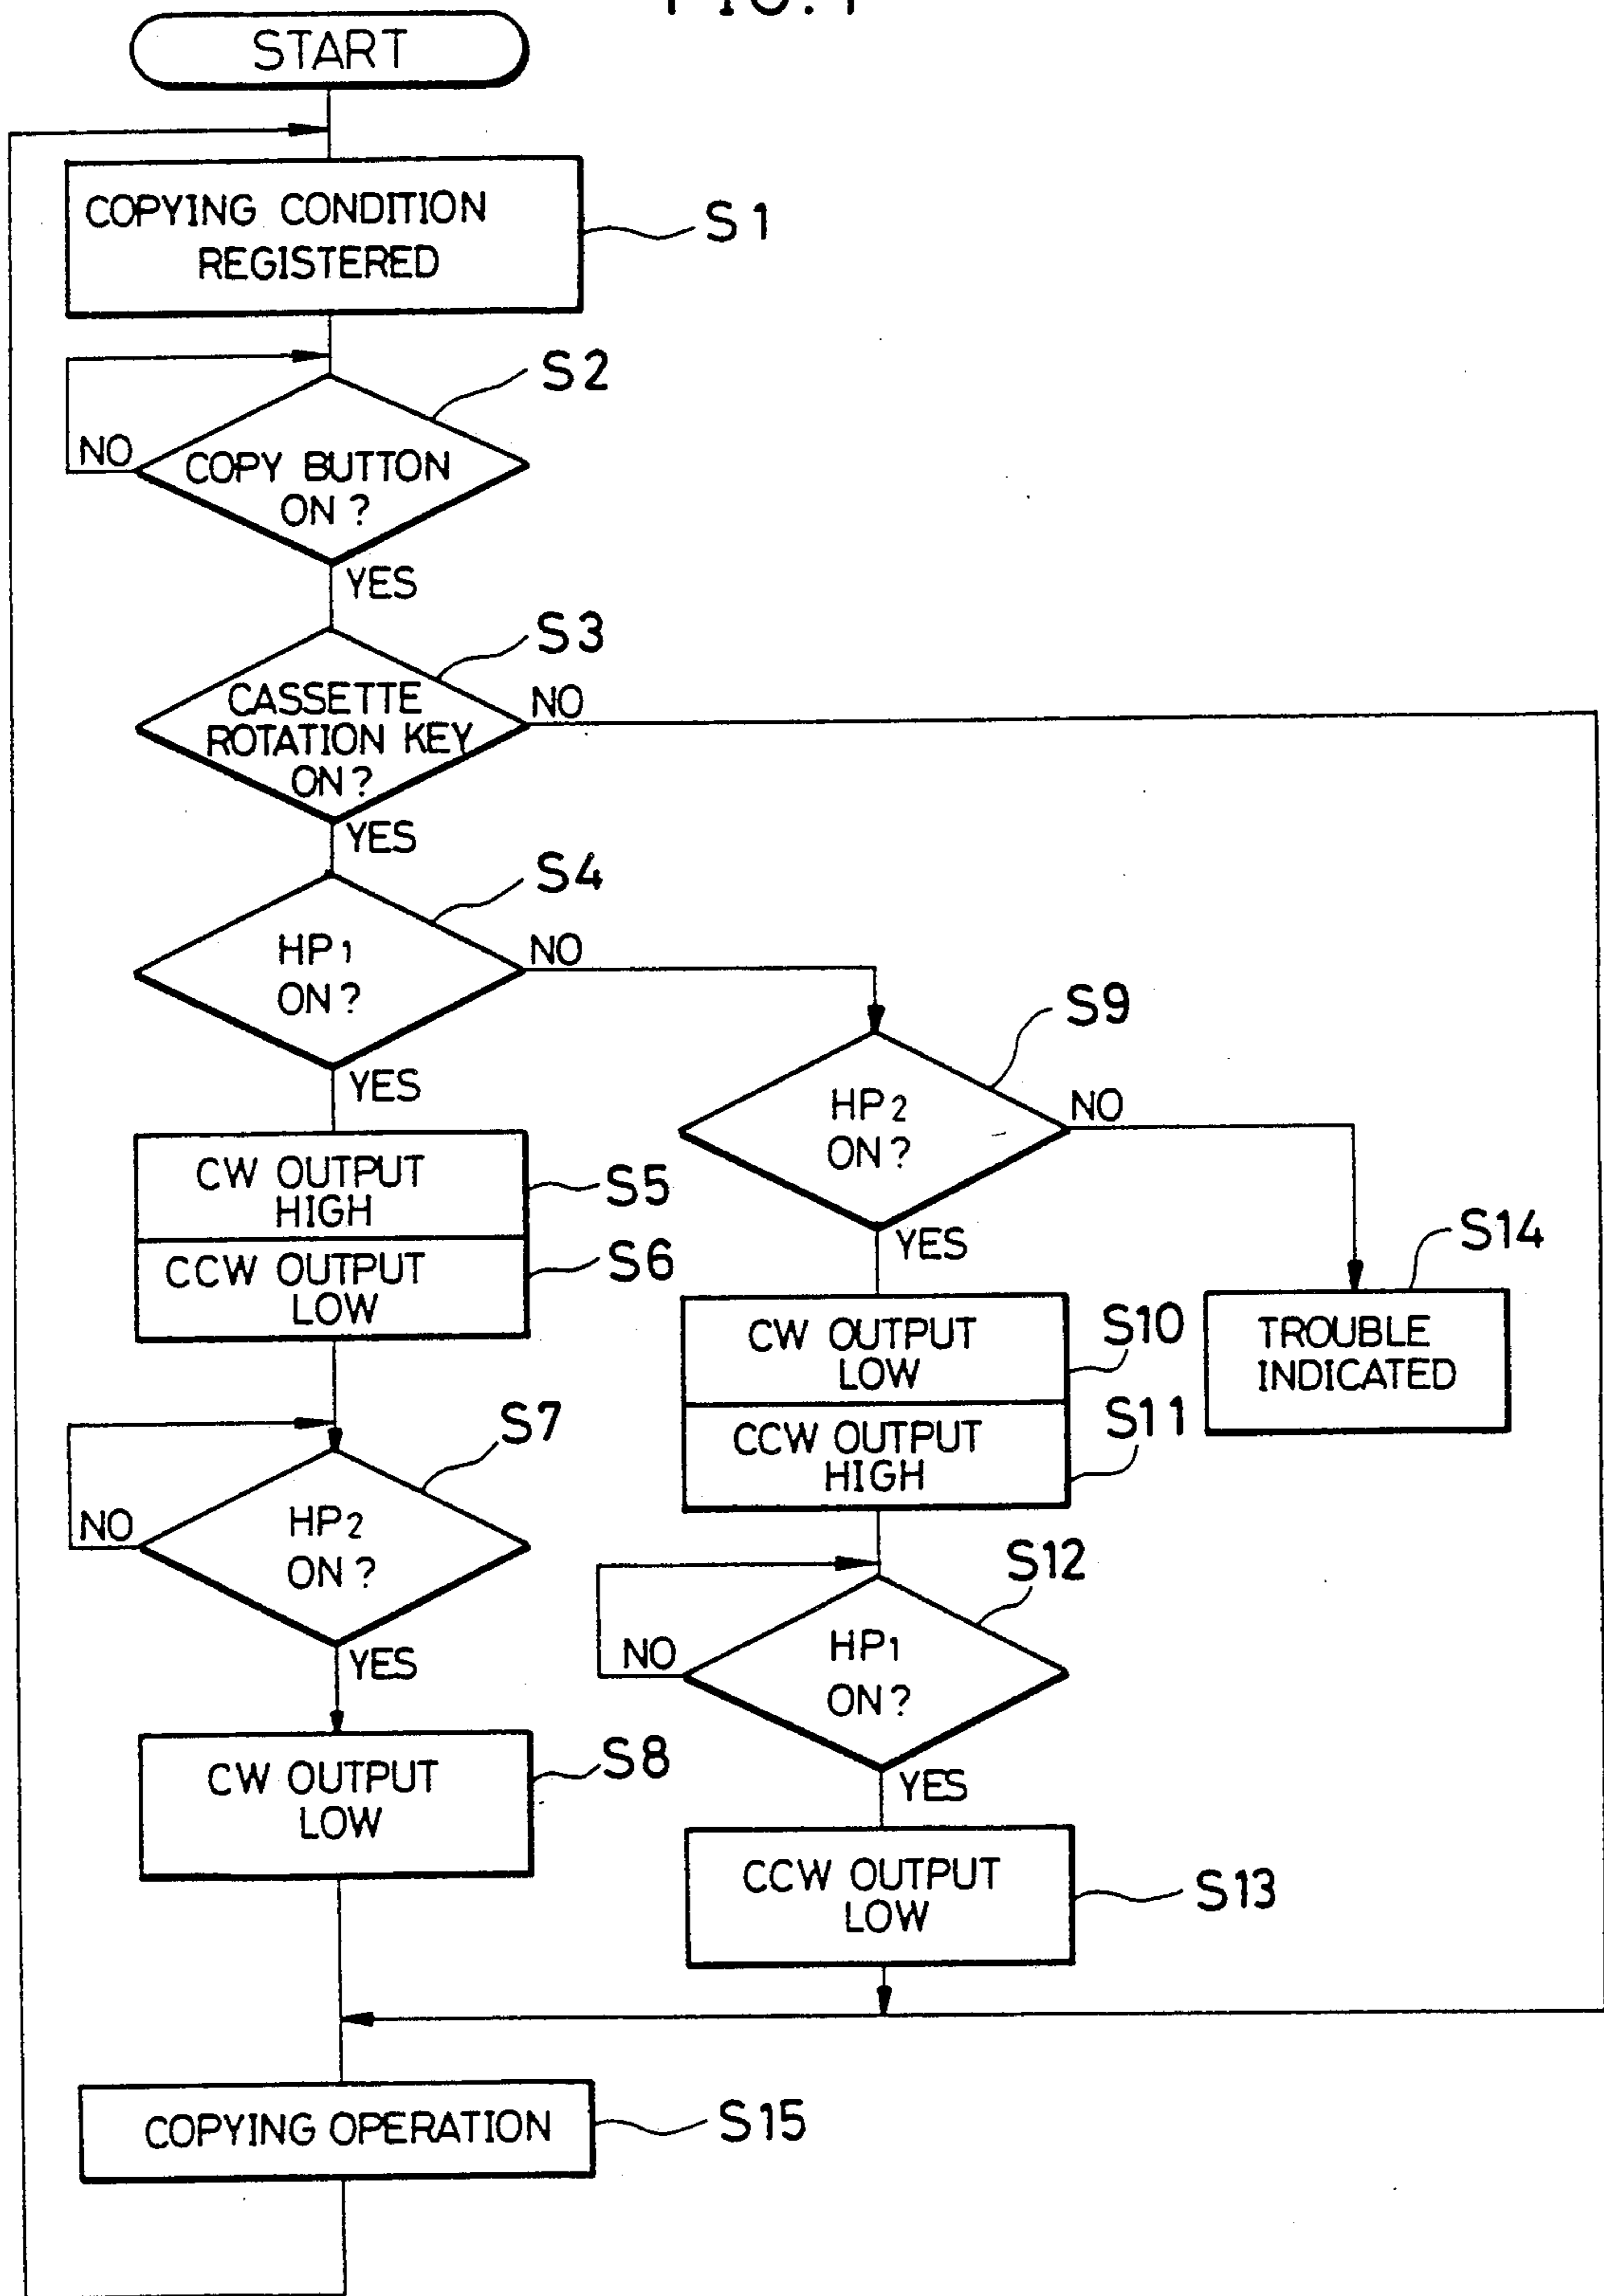 START
COPYING CONDITION
REGISTERED
S1
S2
NO
COPY BUTTON
ON?
YES
S3
CASSETTE
ROTATION KEY
ON?
NO
YES
S4
HP1
ON?
NO
YES
S9
HP2
ON?
NO
YES
CW OUTPUT
HIGH
S5
CCW OUTPUT
LOW
S6
CW OUTPUT
LOW
S10
CCW OUTPUT
HIGH
S11
S14
TROUBLE
INDICATED
S7
NO
HP2
ON?
YES
S12
NO
HP1
ON?
YES
CW OUTPUT
LOW
S8
CCW OUTPUT
LOW
S13
COPYING OPERATION
S15